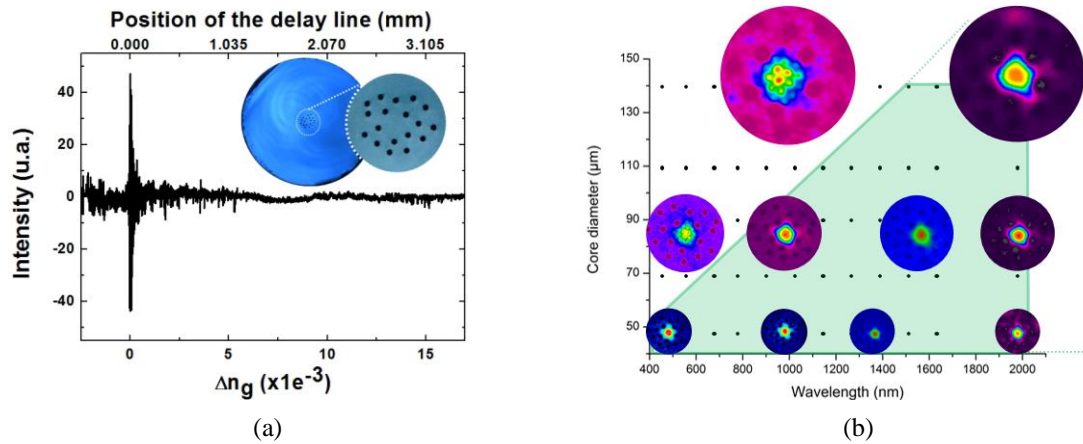 Position of the delay line (mm)
0.000 1.035 2.070 3.105
40
20
0
-20
-40
Intensity (u.a.)
0 5 10 15
Δng (x1e-3)
(a)
150
130
110
90
70
50
Core diameter (µm)
400 600 800 1000 1200 1400 1600 1800 2000
Wavelength (nm)
(b)